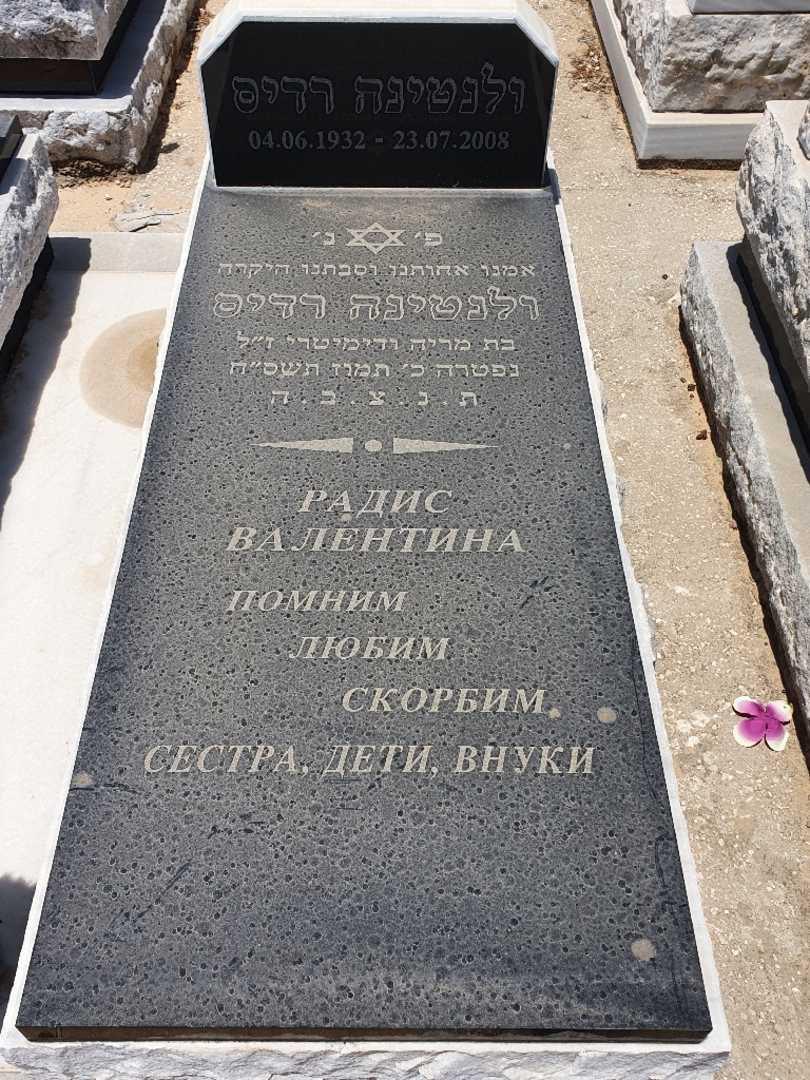 ולנטינה רדיס
04.06.1932 - 23.07.2008
פ׳ נ׳
אמנו אחותנו וסבתנו היקרה
ולנטינה רדיס
בת מריה ודימיטרי ז״ל
נפטרה כ׳ תמוז תשס״ח
ת.נ.צ.ב.ה
РАДИС
ВАЛЕНТИНА
ПОМНИМ
ЛЮБИМ
СКОРБИМ
СЕСТРА, ДЕТИ, ВНУКИ